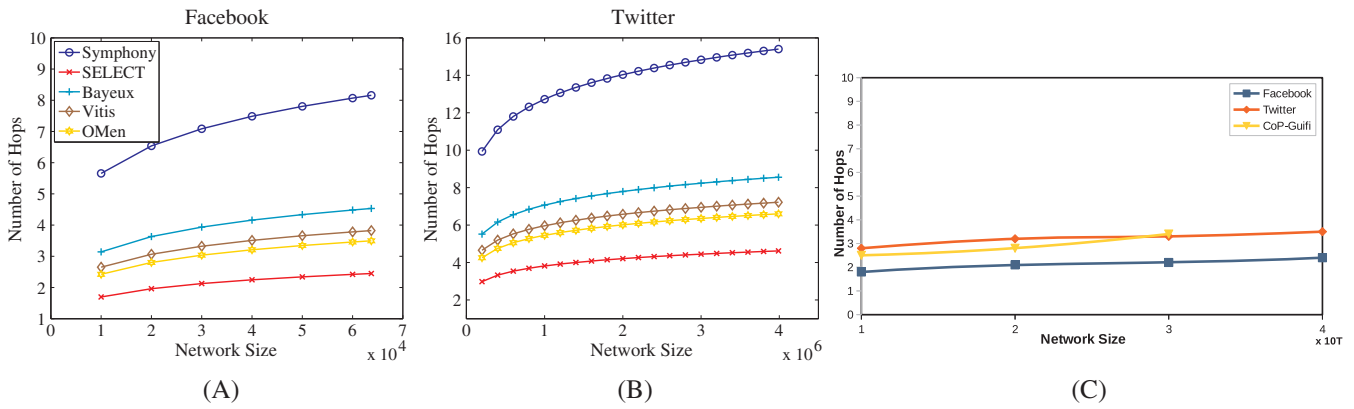 Facebook
10
9
8
7
6
5
4
3
2
1
Number of Hops
Symphony
SELECT
Bayeux
Vitis
OMen
0 1 2 3 4 5 6 7
x 10^4
Network Size
(A)
Twitter
16
14
12
10
8
6
4
2
Number of Hops
0 1 2 3 4
x 10^6
Network Size
(B)
10
9
8
7
6
5
4
3
2
1
0
Number of Hops
Facebook
Twitter
CoP-Guifi
1 2 3 4
x 10T
Network Size
(C)